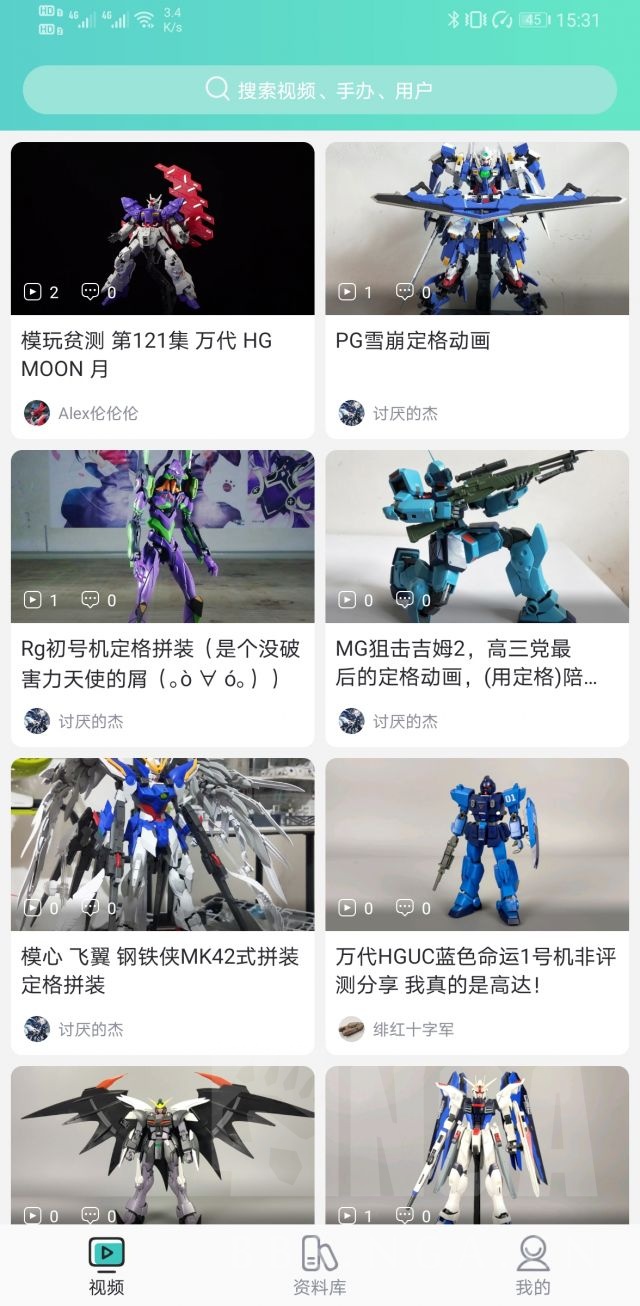 HD 2 4G 4G 3.4 K/s 45 15:31
HD 2
搜索视频、手办、用户
2 0
1 0
模玩贫测 第121集 万代 HG
MOON 月
Alex伦伦伦
PG雪崩定格动画
讨厌的杰
1 0
0 0
Rg初号机定格拼装（是个没破
害力天使的屑（｡ò ∀ ó｡））
讨厌的杰
MG狙击吉姆2，高三党最
后的定格动画，(用定格)陪...
讨厌的杰
0 0
01
0 0
模心 飞翼 钢铁侠MK42式拼装
定格拼装
讨厌的杰
万代HGUC蓝色命运1号机非评
测分享 我真的是高达！
绯红十字军
0 0
1 0
视频
资料库
我的